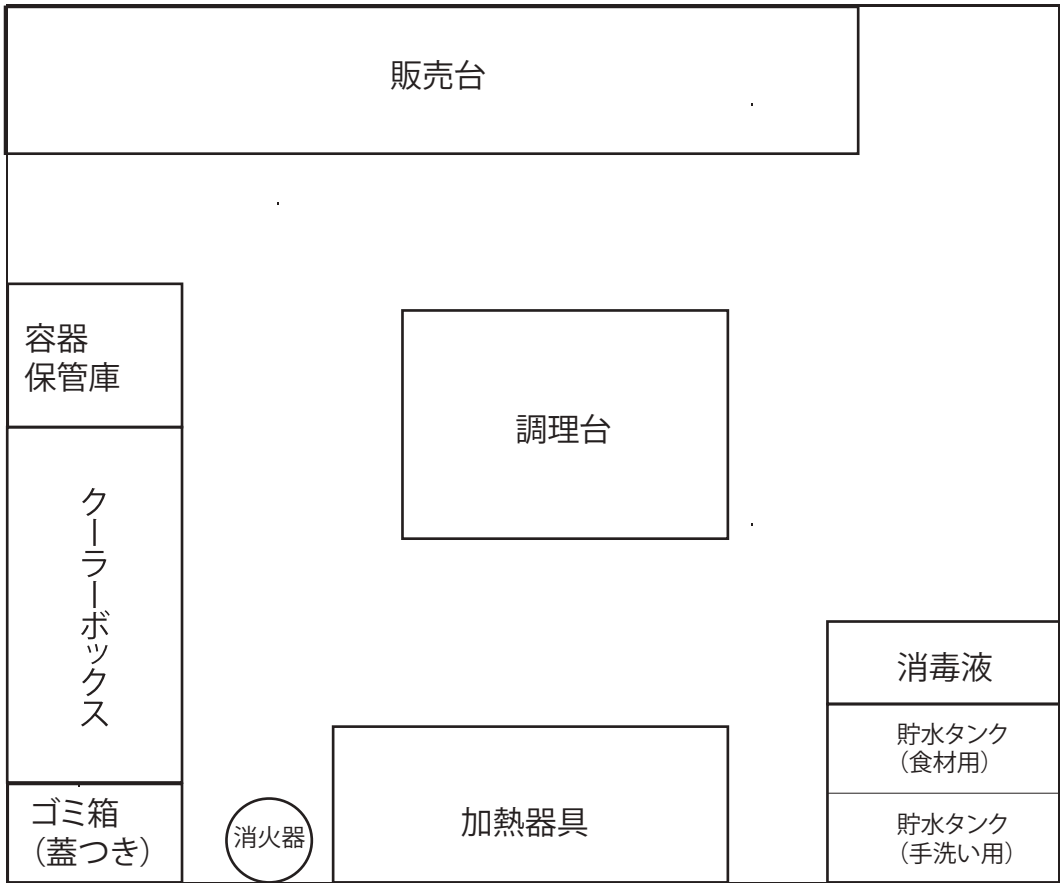 販売台
容器
保管庫
調理台
クーラーボックス
消毒液
貯水タンク
（食材用）
ゴミ箱
（蓋つき）
消火器
加熱器具
貯水タンク
（手洗い用）